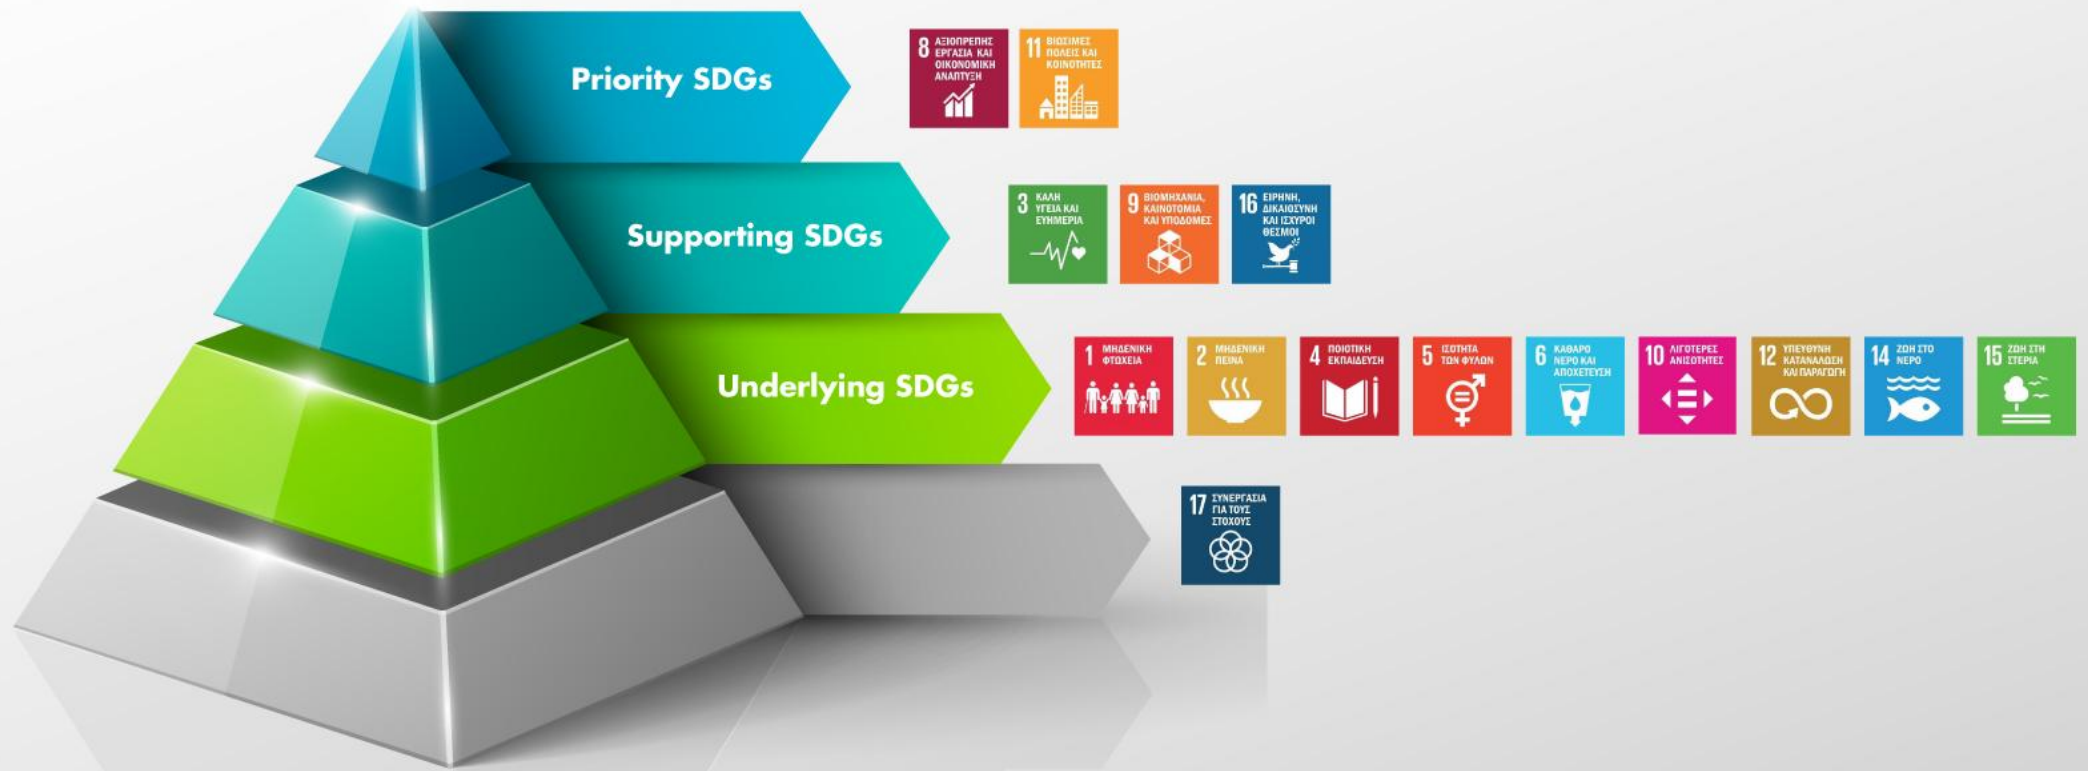 Priority SDGs
8 ΑΞΙΟΠΡΕΠΗΣ
ΕΡΓΑΣΙΑ ΚΑΙ
ΟΙΚΟΝΟΜΙΚΗ
ΑΝΑΠΤΥΞΗ
11 ΒΙΩΣΙΜΕΣ
ΠΟΛΕΙΣ ΚΑΙ
ΚΟΙΝΟΤΗΤΕΣ
Supporting SDGs
3 ΚΑΛΗ
ΥΓΕΙΑ ΚΑΙ
ΕΥΗΜΕΡΙΑ
9 ΒΙΟΜΗΧΑΝΙΑ,
ΚΑΙΝΟΤΟΜΙΑ
ΚΑΙ ΥΠΟΔΟΜΕΣ
16 ΕΙΡΗΝΗ,
ΔΙΚΑΙΟΣΥΝΗ
ΚΑΙ ΙΣΧΥΡΟΙ
ΘΕΣΜΟΙ
Underlying SDGs
1 ΜΗΔΕΝΙΚΗ
ΦΤΩΧΕΙΑ
2 ΜΗΔΕΝΙΚΗ
ΠΕΙΝΑ
4 ΠΟΙΟΤΙΚΗ
ΕΚΠΑΙΔΕΥΣΗ
5 ΙΣΟΤΗΤΑ
ΤΩΝ ΦΥΛΩΝ
6 ΚΑΘΑΡΟ
ΝΕΡΟ ΚΑΙ
ΑΠΟΧΕΤΕΥΣΗ
10 ΛΙΓΟΤΕΡΕΣ
ΑΝΙΣΟΤΗΤΕΣ
12 ΥΠΕΥΘΥΝΗ
ΚΑΤΑΝΑΛΩΣΗ
ΚΑΙ ΠΑΡΑΓΩΓΗ
14 ΖΩΗ ΣΤΟ
ΝΕΡΟ
15 ΖΩΗ ΣΤΗ
ΣΤΕΡΙΑ
17 ΣΥΝΕΡΓΑΣΙΑ
ΓΙΑ ΤΟΥΣ
ΣΤΟΧΟΥΣ